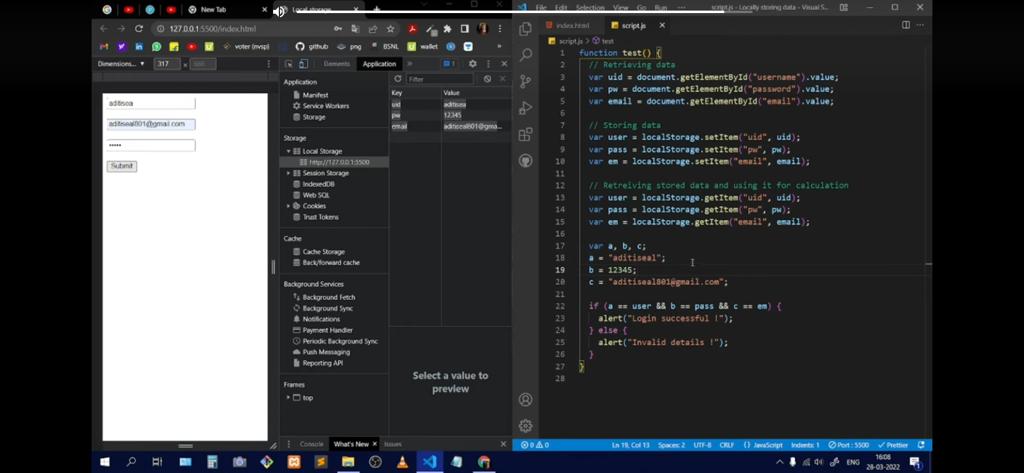 New Tab
Local storage
script.js - Locally storing data - Visual S...
File Edit Selection View Go Run
127.0.0.1:5500/index.html
voter (nvsp)
github
png
BSNL
wallet
Dimensions...
317
Elements
Application
1
index.html
script.js
script.js > test
aditisea
aditiseal801@gmail.com
•••••
Submit
Application
Manifest
Service Workers
Storage
Storage
Local Storage
http://127.0.0.1:5500
Session Storage
IndexedDB
Web SQL
Cookies
Trust Tokens
Cache
Cache Storage
Back/forward cache
Background Services
Background Fetch
Background Sync
Notifications
Payment Handler
Periodic Background Sync
Push Messaging
Reporting API
Frames
top
Filter
Key Value
uid aditisea
pw 12345
email aditiseal801@gma...
Select a value to
preview
Console What's New Issues
1 function test() {
2 // Retrieving data
3 var uid = document.getElementById("username").value;
4 var pw = document.getElementById("password").value;
5 var email = document.getElementById("email").value;
6
7 // Storing data
8 var user = localStorage.setItem("uid", uid);
9 var pass = localStorage.setItem("pw", pw);
10 var em = localStorage.setItem("email", email);
11
12 // Retreiving stored data and using it for calculation
13 var user = localStorage.getItem("uid", uid);
14 var pass = localStorage.getItem("pw", pw);
15 var em = localStorage.getItem("email", email);
16
17 var a, b, c;
18 a = "aditiseal";
19 b = 12345;
20 c = "aditiseal801@gmail.com";
21
22 if (a == user && b == pass && c == em) {
23 alert("Login successful !");
24 } else {
25 alert("Invalid details !");
26 }
27 }
28
0 0
Ln 19, Col 13 Spaces: 2 UTF-8 CRLF {} JavaScript Indents: 1 Port : 5500 Prettier
ENG
16:08
28-03-2022